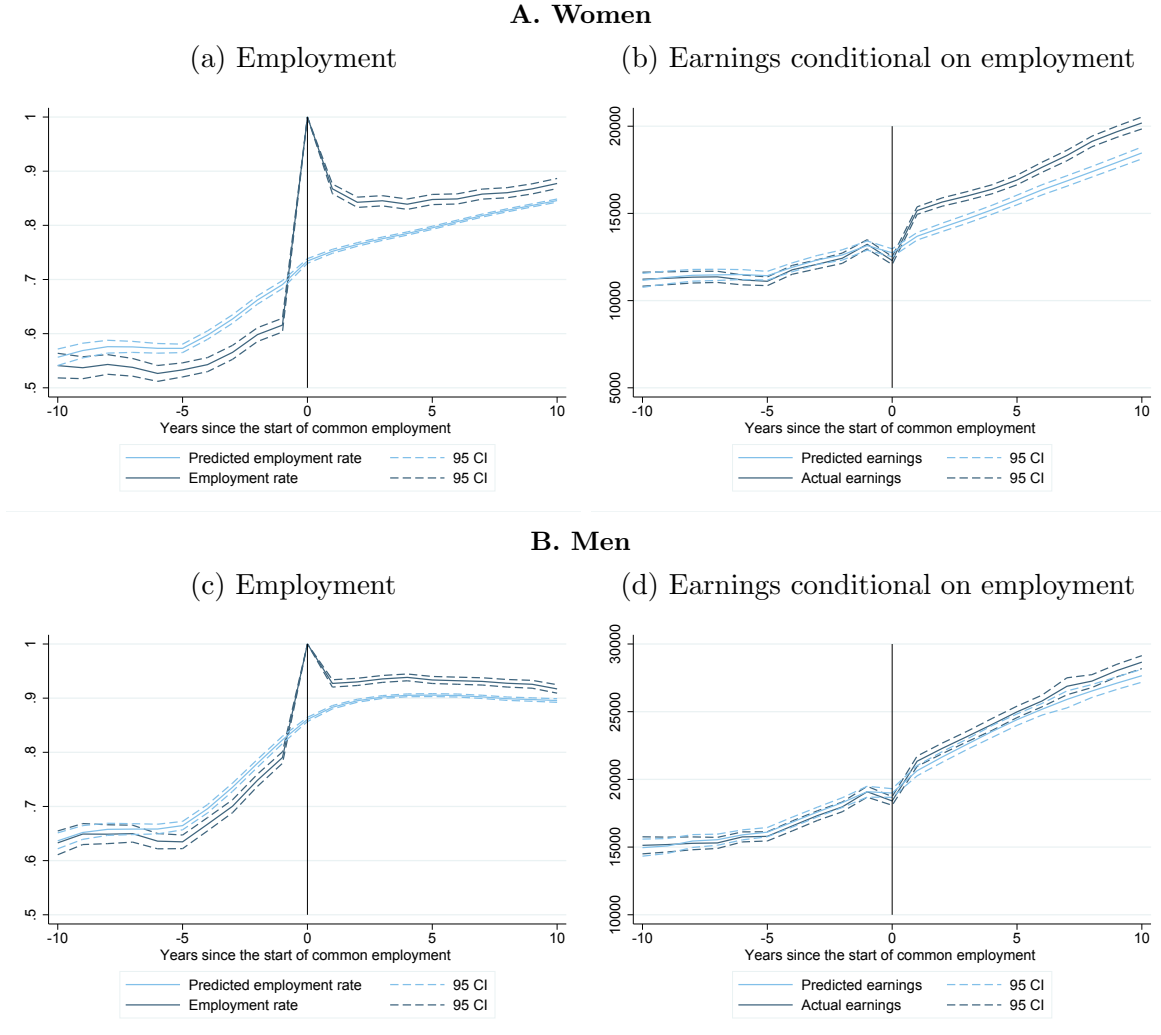 A. Women
(a) Employment
(b) Earnings conditional on employment
1
.9
.8
.7
.6
.5
-10 -5 0 5 10
Years since the start of common employment
Predicted employment rate 95 CI
Employment rate 95 CI
20000
15000
10000
5000
-10 -5 0 5 10
Years since the start of common employment
Predicted earnings 95 CI
Actual earnings 95 CI
B. Men
(c) Employment
(d) Earnings conditional on employment
1
.9
.8
.7
.6
.5
-10 -5 0 5 10
Years since the start of common employment
Predicted employment rate 95 CI
Employment rate 95 CI
30000
25000
20000
15000
10000
-10 -5 0 5 10
Years since the start of common employment
Predicted earnings 95 CI
Actual earnings 95 CI